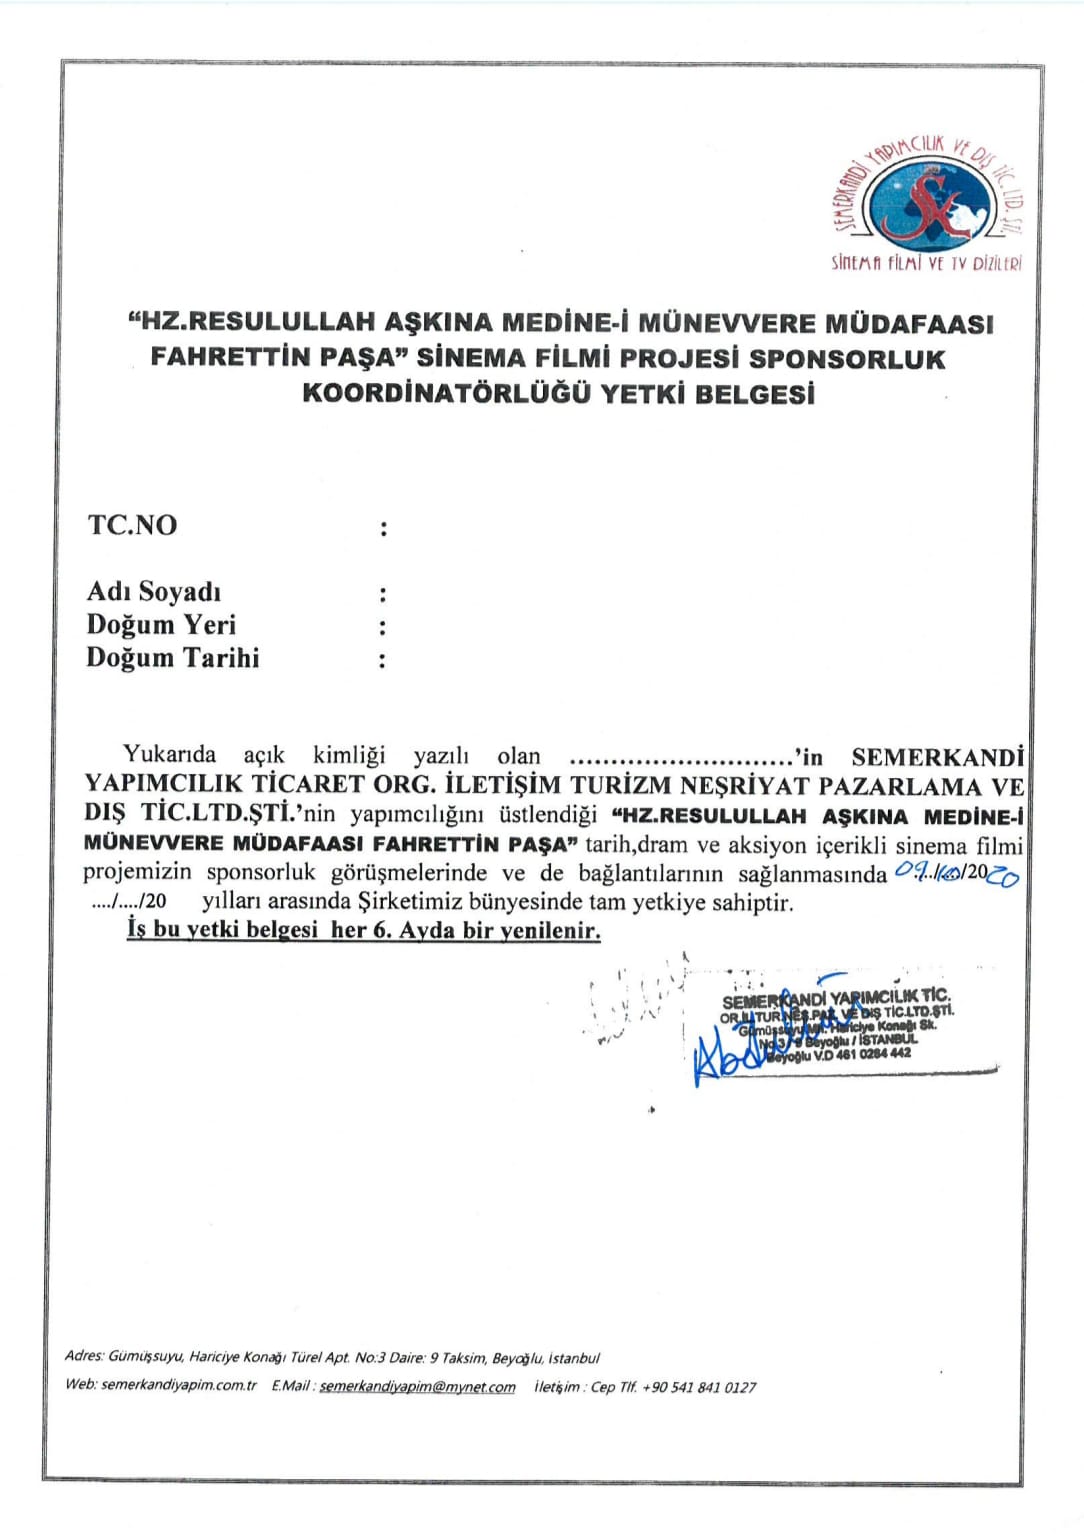 SEMERKANDİ YAPIMCILIK VE DIŞ TİC. LTD. ŞTİ.
SİNEMA FİLMİ VE TV DİZİLERİ
“HZ.RESULULLAH AŞKINA MEDİNE-İ MÜNEVVERE MÜDAFAASI
FAHRETTİN PAŞA” SİNEMA FİLMİ PROJESİ SPONSORLUK
KOORDİNATÖRLÜĞÜ YETKİ BELGESİ
TC.NO :
Adı Soyadı :
Doğum Yeri :
Doğum Tarihi :
Yukarıda açık kimliği yazılı olan ............................’in SEMERKANDİ
YAPIMCILIK TİCARET ORG. İLETİŞİM TURİZM NEŞRİYAT PAZARLAMA VE
DIŞ TİC.LTD.ŞTİ.’nin yapımcılığını üstlendiği “HZ.RESULULLAH AŞKINA MEDİNE-İ
MÜNEVVERE MÜDAFAASI FAHRETTİN PAŞA” tarih,dram ve aksiyon içerikli sinema filmi
projemizin sponsorluk görüşmelerinde ve de bağlantılarının sağlanmasında /2020
..../..../20 yılları arasında Şirketimiz bünyesinde tam yetkiye sahiptir.
İş bu yetki belgesi her 6. Ayda bir yenilenir.
SEMERKANDİ YAPIMCILIK TİC.
OR.İL.TUR.NEŞ.PAZ. VE DIŞ TİC.LTD.ŞTİ.
Gümüşsuyu Mh. Hariciye Konağı Sk.
No 3/9 Beyoğlu / İSTANBUL
Beyoğlu V.D 461 0284 442
Adres: Gümüşsuyu, Hariciye Konağı Türel Apt. No:3 Daire: 9 Taksim, Beyoğlu, İstanbul
Web: semerkandiyapim.com.tr E.Mail : semerkandiyapim@mynet.com İletişim : Cep Tlf. +90 541 841 0127